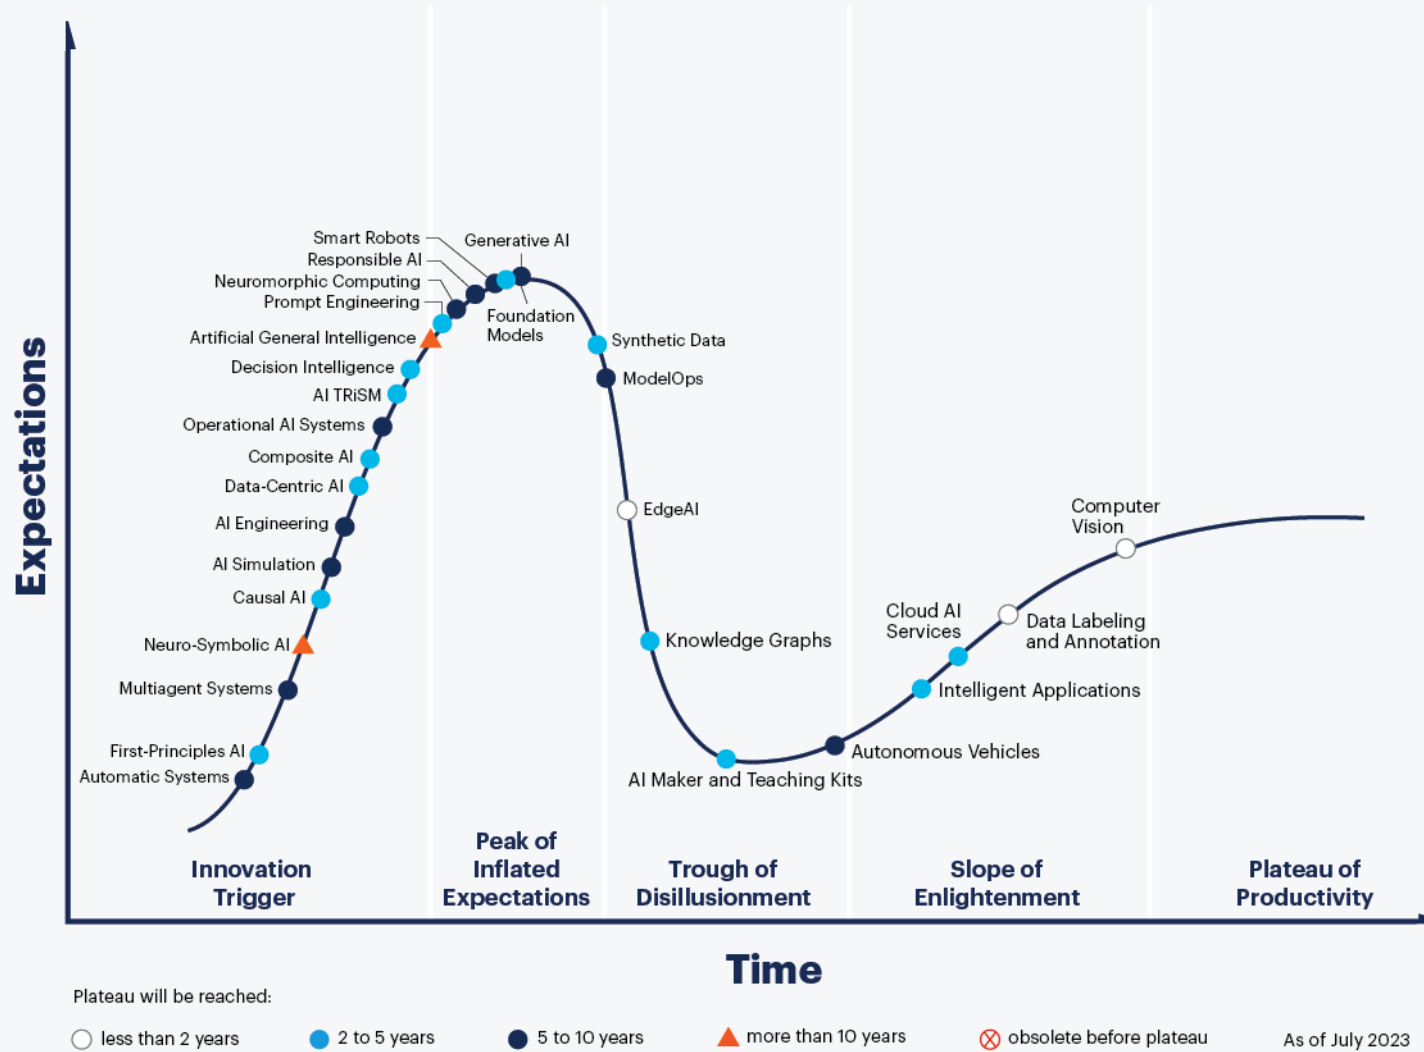 Expectations
Smart Robots
Generative AI
Responsible AI
Neuromorphic Computing
Prompt Engineering
Foundation
Models
Artificial General Intelligence
Synthetic Data
Decision Intelligence
ModelOps
AI TRiSM
Operational AI Systems
Composite AI
Data-Centric AI
EdgeAI
AI Engineering
AI Simulation
Causal AI
Neuro-Symbolic AI
Multiagent Systems
First-Principles AI
Automatic Systems
Knowledge Graphs
AI Maker and Teaching Kits
Autonomous Vehicles
Intelligent Applications
Cloud AI
Services
Data Labeling
and Annotation
Computer
Vision
Innovation
Trigger
Peak of
Inflated
Expectations
Trough of
Disillusionment
Slope of
Enlightenment
Plateau of
Productivity
Time
Plateau will be reached:
less than 2 years
2 to 5 years
5 to 10 years
more than 10 years
obsolete before plateau
As of July 2023